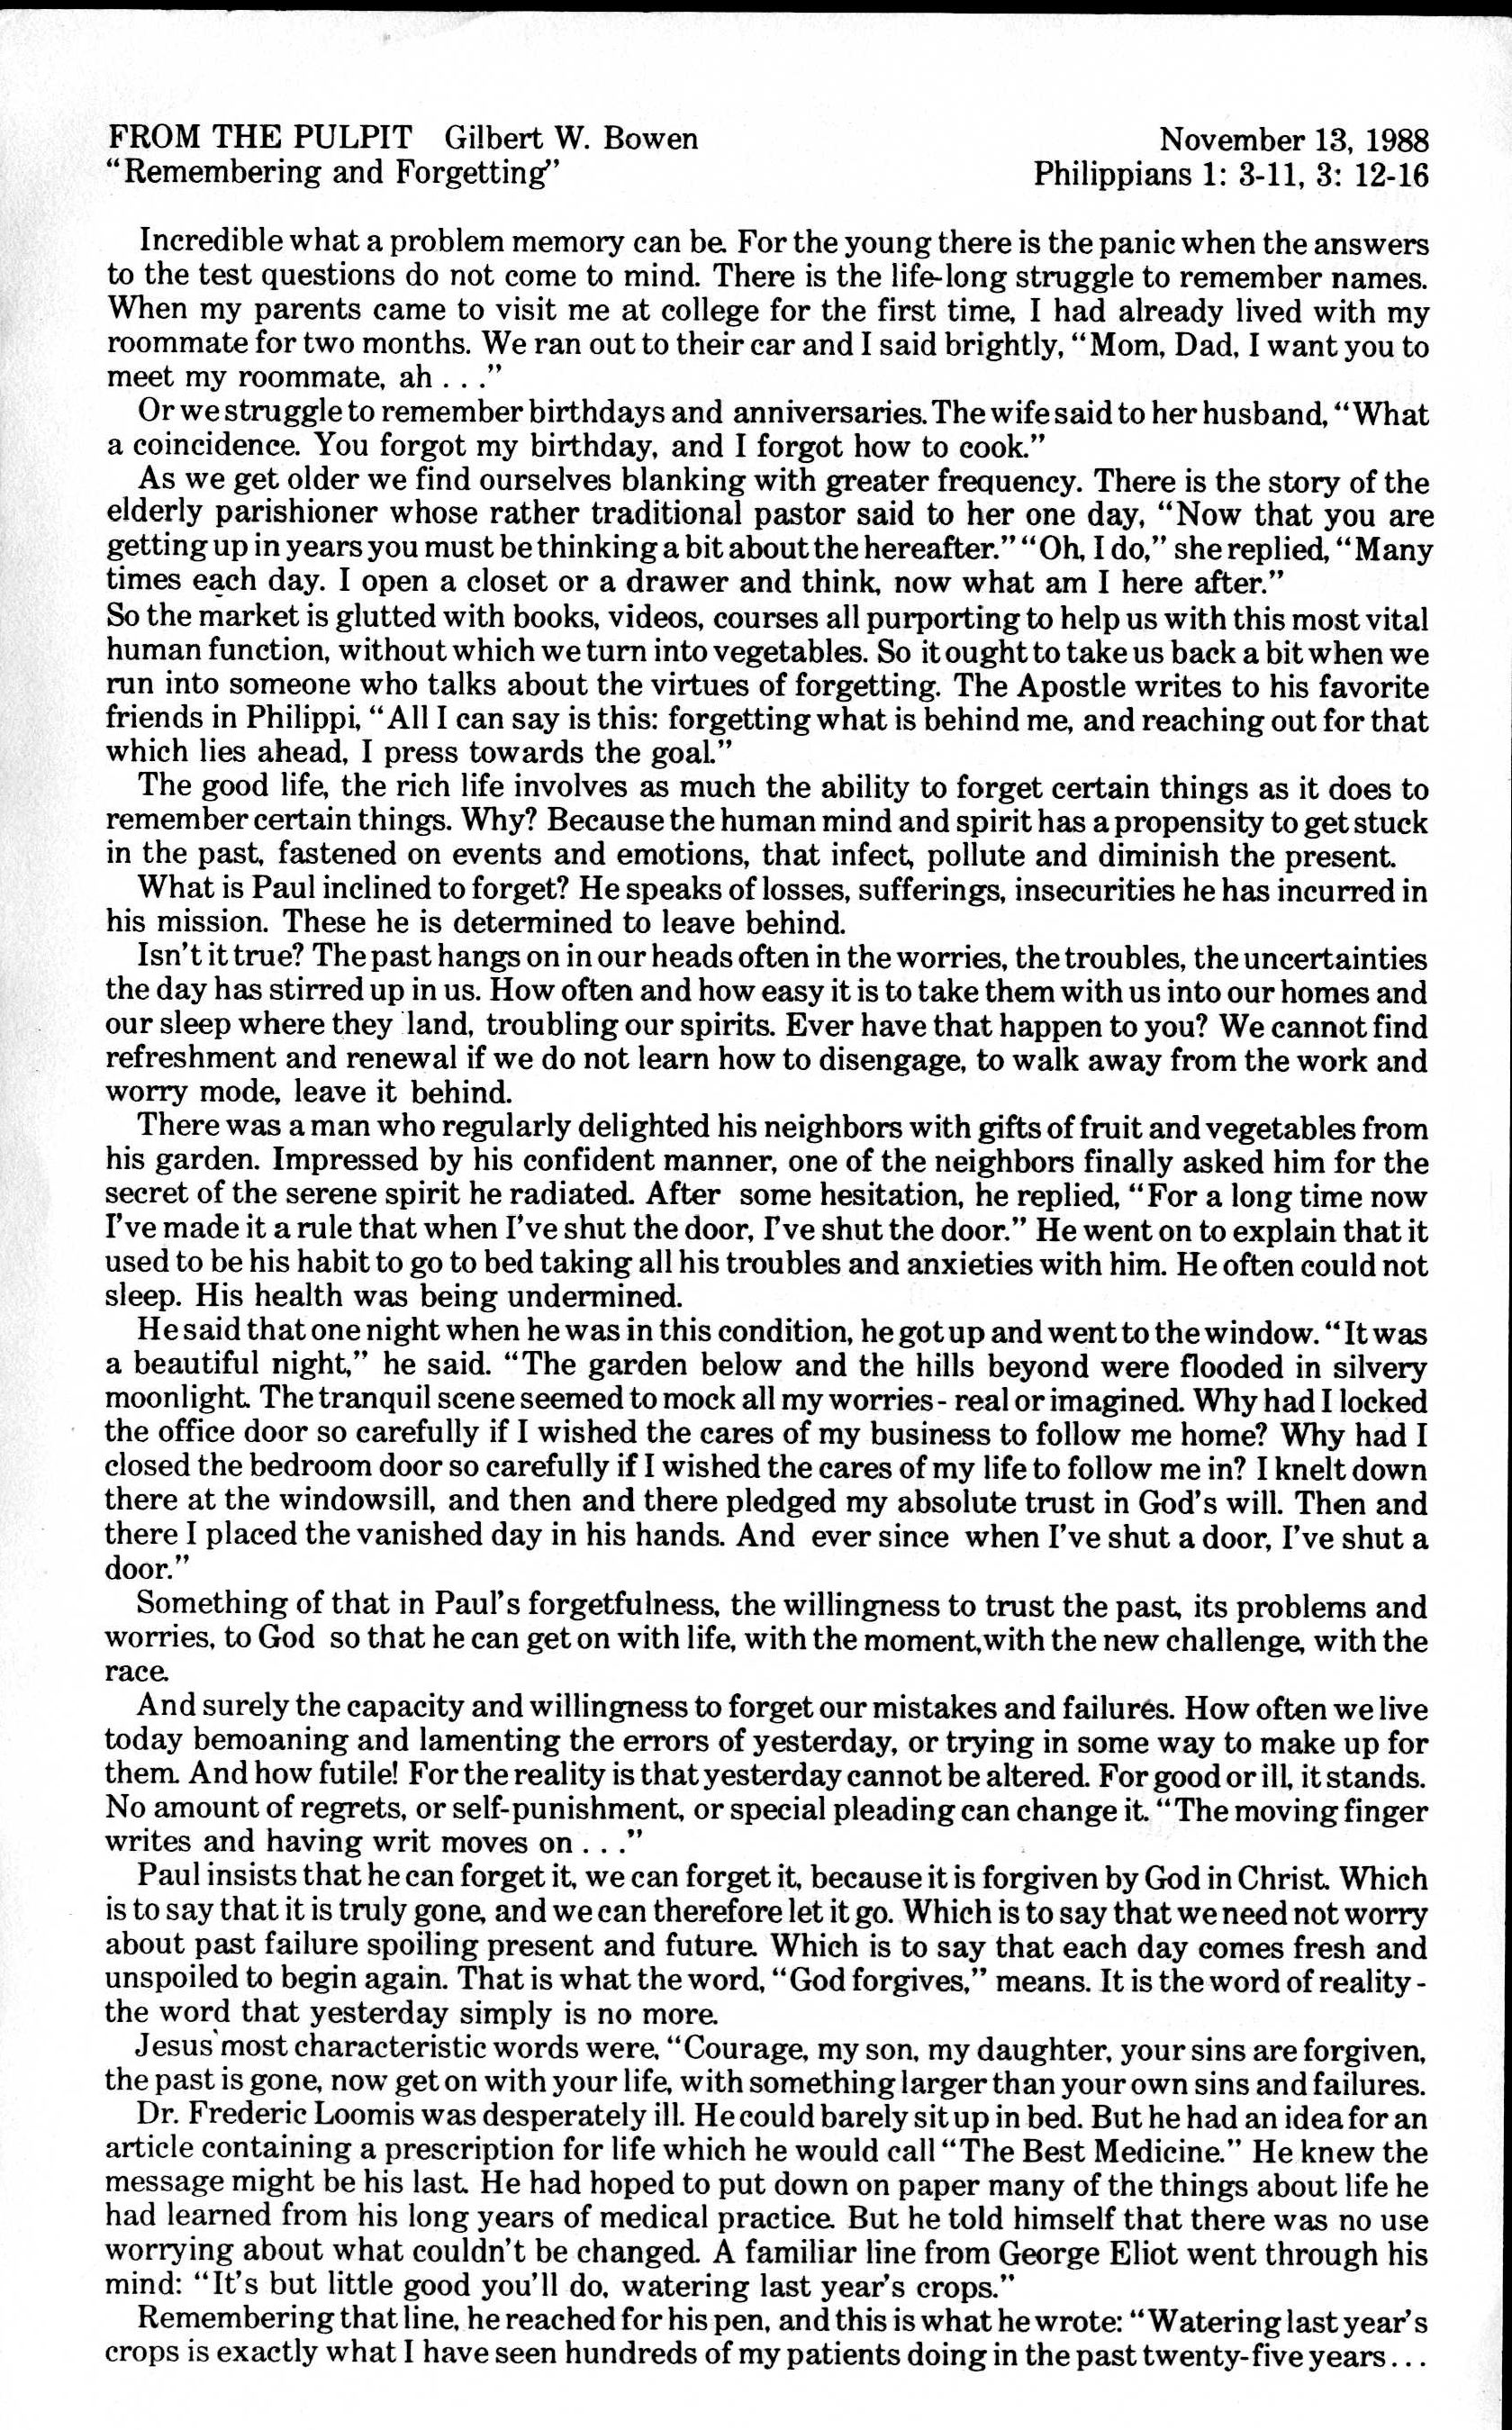 FROM THE PULPIT Gilbert W. Bowen November 13, 1988
“Remembering and Forgetting” Philippians 1: 3-11, 3: 12-16
Incredible what a problem memory can be. For the young there is the panic when the answers
to the test questions do not come to mind. There is the life-long struggle to remember names.
When my parents came to visit me at college for the first time, I had already lived with my
roommate for two months. We ran out to their car and I said brightly, “Mom, Dad, I want you to
meet my roommate, ah . . .”
Or we struggle to remember birthdays and anniversaries. The wife said to her husband, “What
a coincidence. You forgot my birthday, and I forgot how to cook.”
As we get older we find ourselves blanking with greater frequency. There is the story of the
elderly parishioner whose rather traditional pastor said to her one day, “Now that you are
getting up in years you must be thinking a bit about the hereafter.” “Oh, I do,” she replied, “Many
times each day. I open a closet or a drawer and think, now what am I here after.”
So the market is glutted with books, videos, courses all purporting to help us with this most vital
human function, without which we turn into vegetables. So it ought to take us back a bit when we
run into someone who talks about the virtues of forgetting. The Apostle writes to his favorite
friends in Philippi, “All I can say is this: forgetting what is behind me, and reaching out for that
which lies ahead, I press towards the goal.”
The good life, the rich life involves as much the ability to forget certain things as it does to
remember certain things. Why? Because the human mind and spirit has a propensity to get stuck
in the past, fastened on events and emotions, that infect, pollute and diminish the present.
What is Paul inclined to forget? He speaks of losses, sufferings, insecurities he has incurred in
his mission. These he is determined to leave behind.
Isn't it true? The past hangs on in our heads often in the worries, the troubles, the uncertainties
the day has stirred up in us. How often and how easy it is to take them with us into our homes and
our sleep where they land, troubling our spirits. Ever have that happen to you? We cannot find
refreshment and renewal if we do not learn how to disengage, to walk away from the work and
worry mode, leave it behind.
There was a man who regularly delighted his neighbors with gifts of fruit and vegetables from
his garden. Impressed by his confident manner, one of the neighbors finally asked him for the
secret of the serene spirit he radiated. After some hesitation, he replied, “For a long time now
I've made it a rule that when I've shut the door, I've shut the door.” He went on to explain that it
used to be his habit to go to bed taking all his troubles and anxieties with him. He often could not
sleep. His health was being undermined.
He said that one night when he was in this condition, he got up and went to the window. “It was
a beautiful night,” he said. “The garden below and the hills beyond were flooded in silvery
moonlight. The tranquil scene seemed to mock all my worries - real or imagined. Why had I locked
the office door so carefully if I wished the cares of my business to follow me home? Why had I
closed the bedroom door so carefully if I wished the cares of my life to follow me in? I knelt down
there at the windowsill, and then and there pledged my absolute trust in God's will. Then and
there I placed the vanished day in his hands. And ever since when I've shut a door, I've shut a
door.”
Something of that in Paul's forgetfulness, the willingness to trust the past, its problems and
worries, to God so that he can get on with life, with the moment,with the new challenge, with the
race.
And surely the capacity and willingness to forget our mistakes and failures. How often we live
today bemoaning and lamenting the errors of yesterday, or trying in some way to make up for
them. And how futile! For the reality is that yesterday cannot be altered. For good or ill, it stands.
No amount of regrets, or self-punishment, or special pleading can change it. “The moving finger
writes and having writ moves on . . .”
Paul insists that he can forget it, we can forget it, because it is forgiven by God in Christ. Which
is to say that it is truly gone, and we can therefore let it go. Which is to say that we need not worry
about past failure spoiling present and future. Which is to say that each day comes fresh and
unspoiled to begin again. That is what the word, “God forgives,” means. It is the word of reality -
the word that yesterday simply is no more.
Jesus' most characteristic words were, “Courage, my son, my daughter, your sins are forgiven,
the past is gone, now get on with your life, with something larger than your own sins and failures.
Dr. Frederic Loomis was desperately ill. He could barely sit up in bed. But he had an idea for an
article containing a prescription for life which he would call “The Best Medicine.” He knew the
message might be his last. He had hoped to put down on paper many of the things about life he
had learned from his long years of medical practice. But he told himself that there was no use
worrying about what couldn't be changed. A familiar line from George Eliot went through his
mind: “It's but little good you'll do, watering last year's crops.”
Remembering that line, he reached for his pen, and this is what he wrote: “Watering last year's
crops is exactly what I have seen hundreds of my patients doing in the past twenty-five years . . .